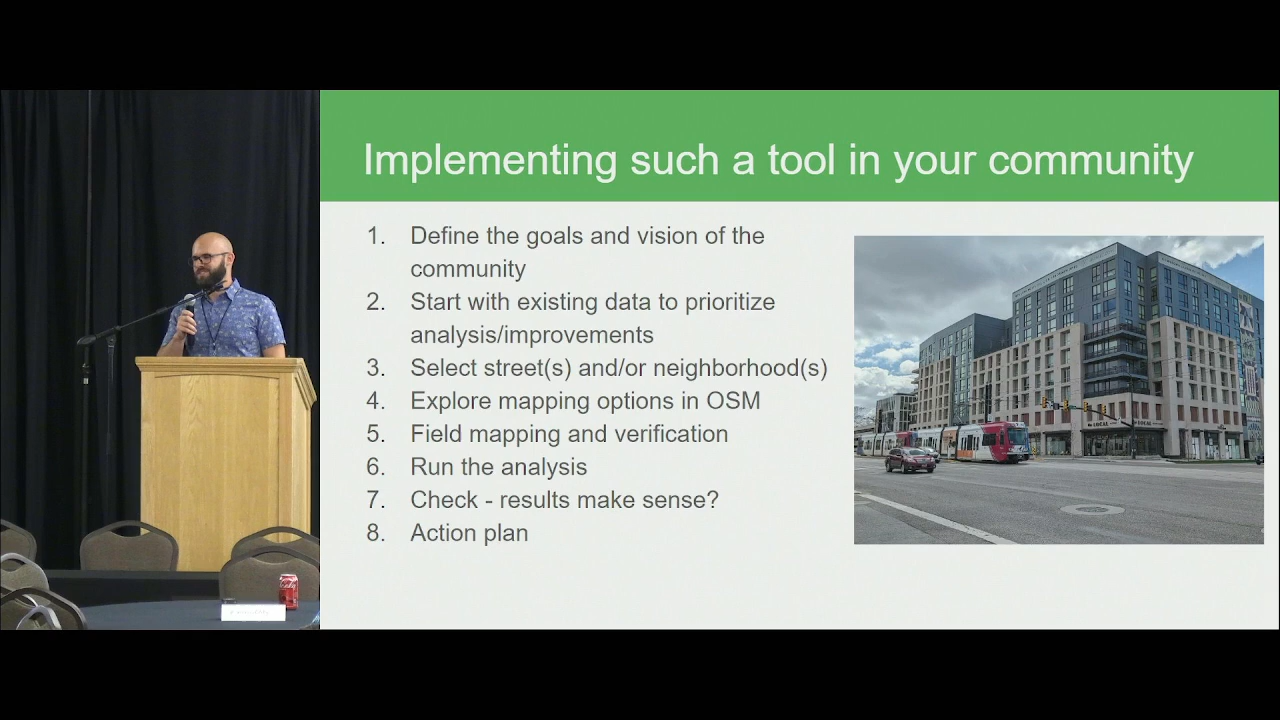 Implementing such a tool in your community
1. Define the goals and vision of the
community
2. Start with existing data to prioritize
analysis/improvements
3. Select street(s) and/or neighborhood(s)
4. Explore mapping options in OSM
5. Field mapping and verification
6. Run the analysis
7. Check - results make sense?
8. Action plan